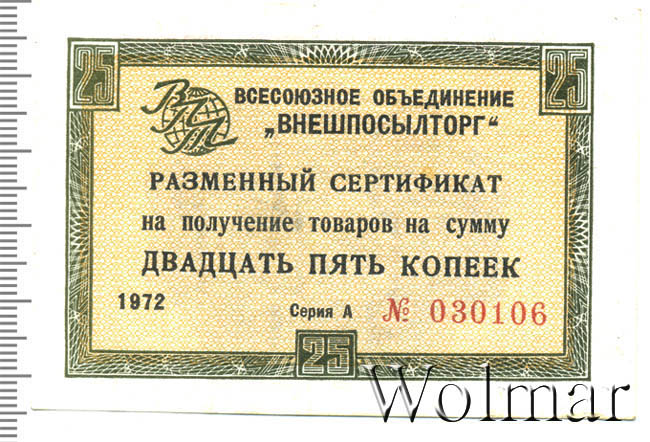 25 25
ВПТ
ВСЕСОЮЗНОЕ ОБЪЕДИНЕНИЕ
„ВНЕШПОСЫЛТОРГ“
РАЗМЕННЫЙ СЕРТИФИКАТ
на получение товаров на сумму
ДВАДЦАТЬ ПЯТЬ КОПЕЕК
1972 Серия А № 030106
25
Wolmar